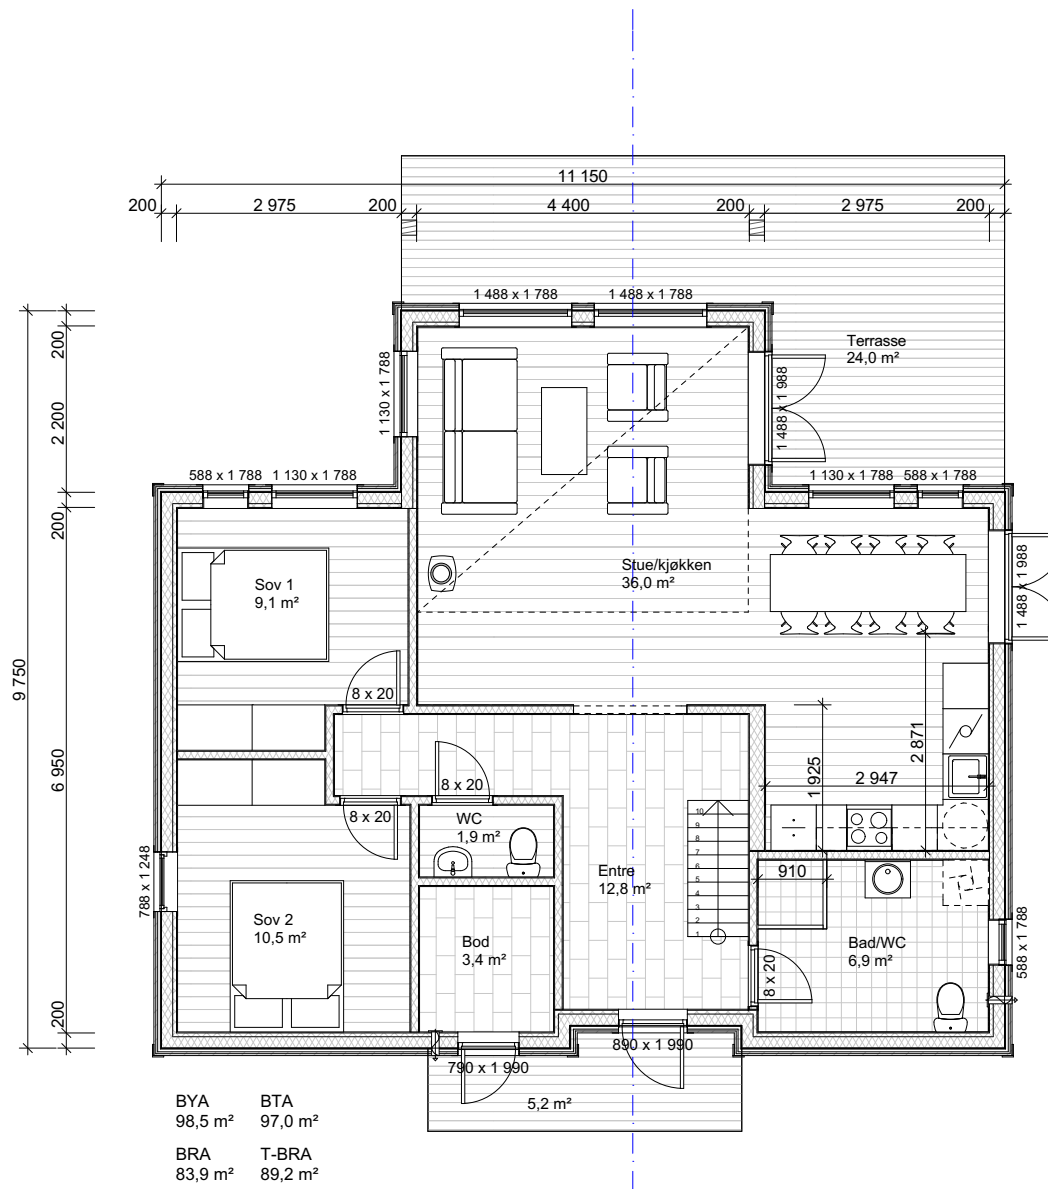 11 150
200
2 975
200
4 400
200
2 975
200
1 488 x 1 788
1 488 x 1 788
200
Terrasse
24,0 m²
1 130 x 1 788
1 488 x 1 988
2 200
588 x 1 788
1 130 x 1 788
1 130 x 1 788
588 x 1 788
200
Stue/kjøkken
36,0 m²
Sov 1
9,1 m²
1 488 x 1 988
9 750
8 x 20
2 871
1 925
2 947
6 950
8 x 20
8 x 20
WC
1,9 m²
10
9
8
7
6
5
4
3
2
1
788 x 1 248
Entre
12,8 m²
910
Sov 2
10,5 m²
Bod
3,4 m²
Bad/WC
6,9 m²
588 x 1 788
8 x 20
200
790 x 1 990
890 x 1 990
5,2 m²
BYA
98,5 m²
BTA
97,0 m²
BRA
83,9 m²
T-BRA
89,2 m²